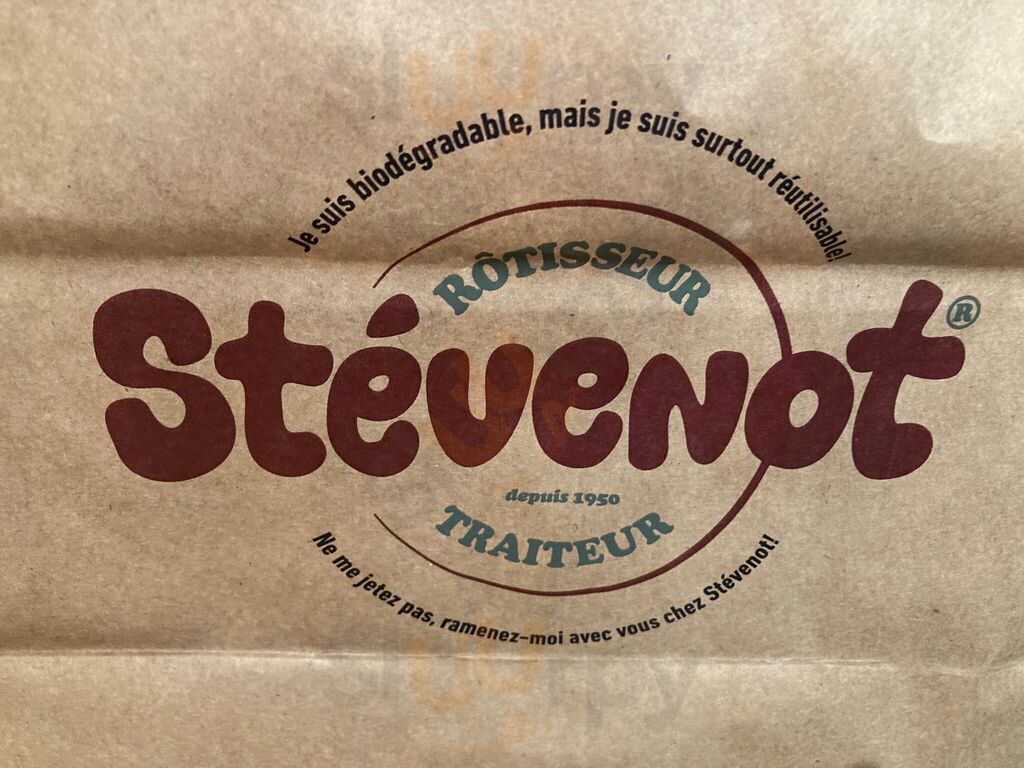 Je suis biodégradable, mais je suis surtout réutilisable!
RÔTISSEUR
Stévenot®
depuis 1950
TRAITEUR
Ne me jetez pas, ramenez-moi avec vous chez Stévenot!